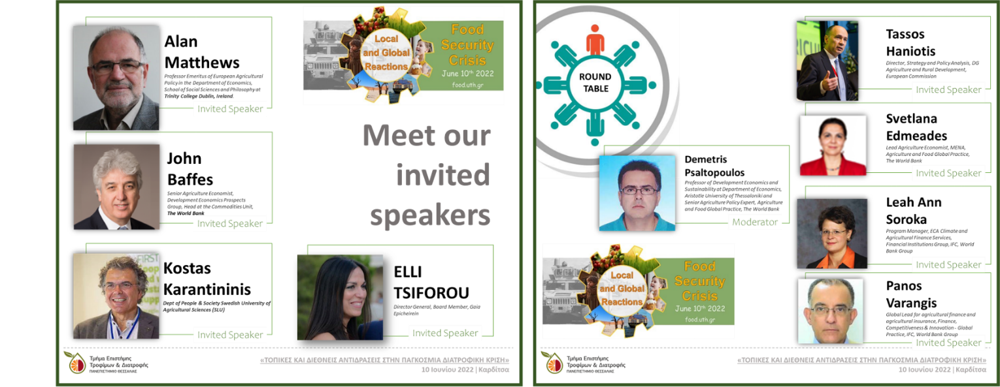 Alan
Matthews
Professor Emeritus of European Agricultural
Policy in the Department of Economics,
School of Social Sciences and Philosophy at
Trinity College Dublin, Ireland.
Invited Speaker
Local
and Global
Reactions
Food
Security
Crisis
June 10th 2022
food.uth.gr
Meet our
invited
speakers
John
Baffes
Senior Agriculture Economist,
Development Economics Prospects
Group, Head at the Commodities Unit,
The World Bank
Invited Speaker
FIRST
Kostas
Karantininis
Dept of People & Society Swedish University of
Agricultural Sciences (SLU)
Invited Speaker
ELLI
TSIFOROU
Director General, Board Member, Gaia
Epicheirein
Invited Speaker
Τμήμα Επιστήμης
Τροφίμων & Διατροφής
ΠΑΝΕΠΙΣΤΗΜΙΟ ΘΕΣΣΑΛΙΑΣ
«ΤΟΠΙΚΕΣ ΚΑΙ ΔΙΕΘΝΕΙΣ ΑΝΤΙΔΡΑΣΕΙΣ ΣΤΗΝ ΠΑΓΚΟΣΜΙΑ ΔΙΑΤΡΟΦΙΚΗ ΚΡΙΣΗ»
10 Ιουνίου 2022 | Καρδίτσα
ROUND
TABLE
Demetris
Psaltopoulos
Professor of Development Economics and
Sustainability at Department of Economics,
Aristotle University of Thessaloniki and
Senior Agriculture Policy Expert, Agriculture
and Food Global Practice, The World Bank
Moderator
Local
and Global
Reactions
Food
Security
Crisis
June 10th 2022
food.uth.gr
Tassos
Haniotis
Director, Strategy and Policy Analysis, DG
Agriculture and Rural Development,
European Commission
Invited Speaker
Svetlana
Edmeades
Lead Agriculture Economist, MENA,
Agriculture and Food Global Practice,
The World Bank
Invited Speaker
Leah Ann
Soroka
Program Manager, ECA Climate and
Agricultural Finance Services,
Financial Institutions Group, IFC, World
Bank Group
Invited Speaker
Panos
Varangis
Global Lead for agricultural finance and
agricultural insurance, Finance,
Competitiveness & Innovation - Global
Practice, IFC, World Bank Group
Invited Speaker
Τμήμα Επιστήμης
Τροφίμων & Διατροφής
ΠΑΝΕΠΙΣΤΗΜΙΟ ΘΕΣΣΑΛΙΑΣ
«ΤΟΠΙΚΕΣ ΚΑΙ ΔΙΕΘΝΕΙΣ ΑΝΤΙΔΡΑΣΕΙΣ ΣΤΗΝ ΠΑΓΚΟΣΜΙΑ ΔΙΑΤΡΟΦΙΚΗ ΚΡΙΣΗ»
10 Ιουνίου 2022 | Καρδίτσα